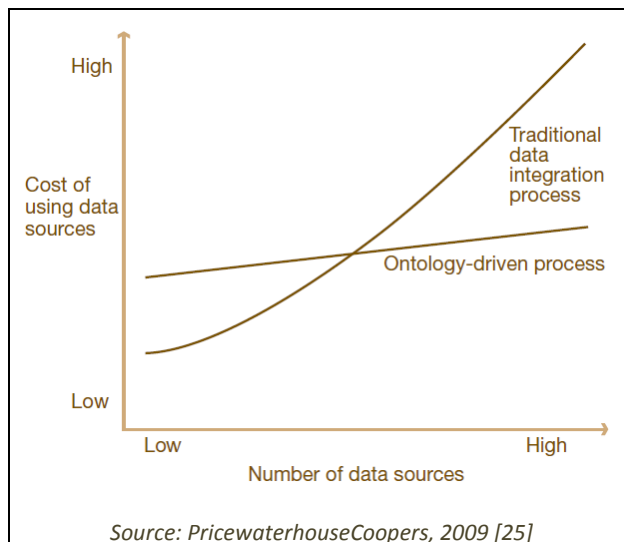 High
Cost of
using data
sources
Low
Traditional
data
integration
process
Ontology-driven process
Low
High
Number of data sources
Source: PricewaterhouseCoopers, 2009 [25]